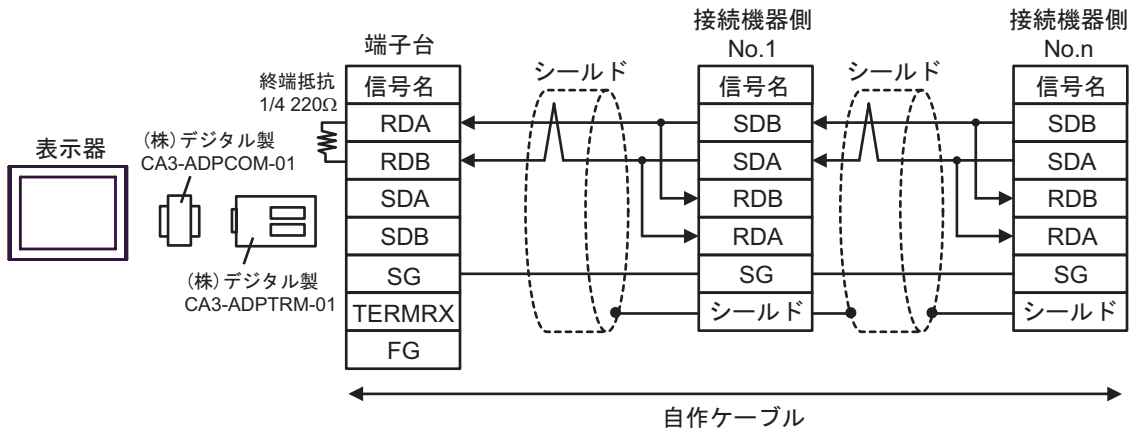 表示器
(株)デジタル製
CA3-ADPCOM-01
(株)デジタル製
CA3-ADPTRM-01
終端抵抗
1/4 220Ω
端子台
信号名
RDA
RDB
SDA
SDB
SG
TERMRX
FG
シールド
接続機器側
No.1
信号名
SDB
SDA
RDB
RDA
SG
シールド
シールド
接続機器側
No.n
信号名
SDB
SDA
RDB
RDA
SG
シールド
自作ケーブル